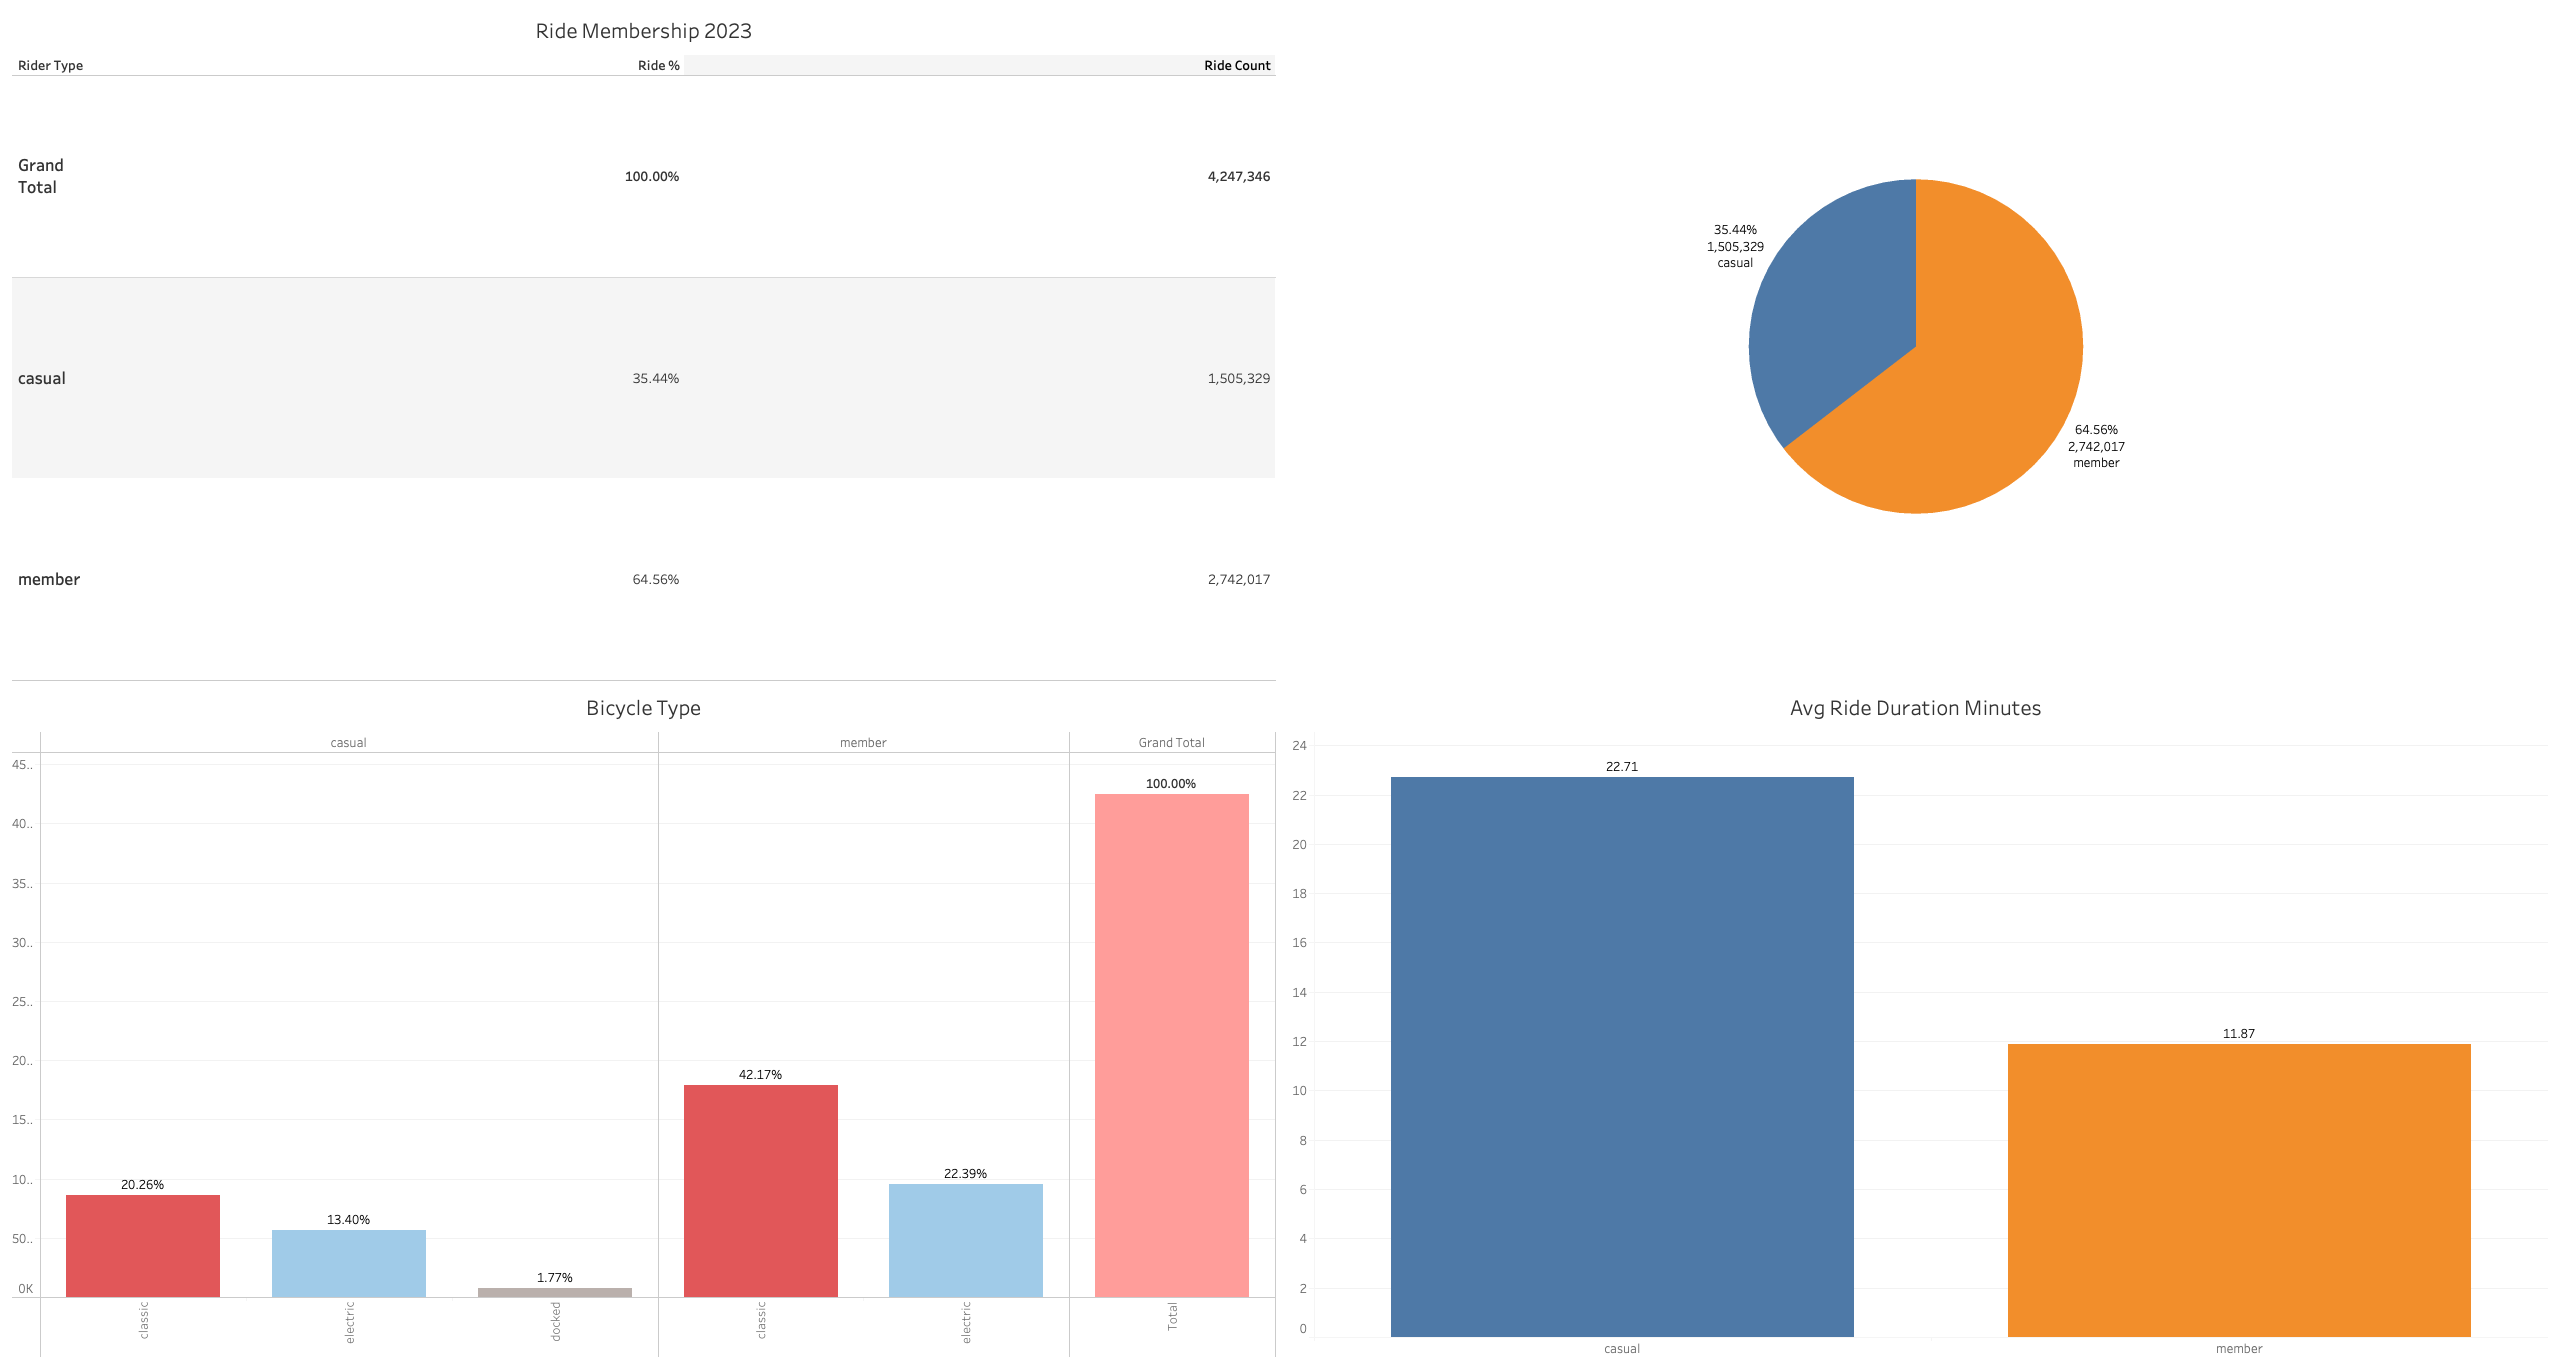 Ride Membership 2023
Rider Type Ride % Ride Count
Grand
Total 100.00% 4,247,346
casual 35.44% 1,505,329
member 64.56% 2,742,017
35.44%
1,505,329
casual
64.56%
2,742,017
member
Bicycle Type
casual member Grand Total
45..
40..
35..
30..
25..
20..
15..
10..
50..
0K
20.26%
13.40%
1.77%
42.17%
22.39%
100.00%
classic
electric
docked
classic
electric
Total
Avg Ride Duration Minutes
24
22
20
18
16
14
12
10
8
6
4
2
0
22.71
11.87
casual
member